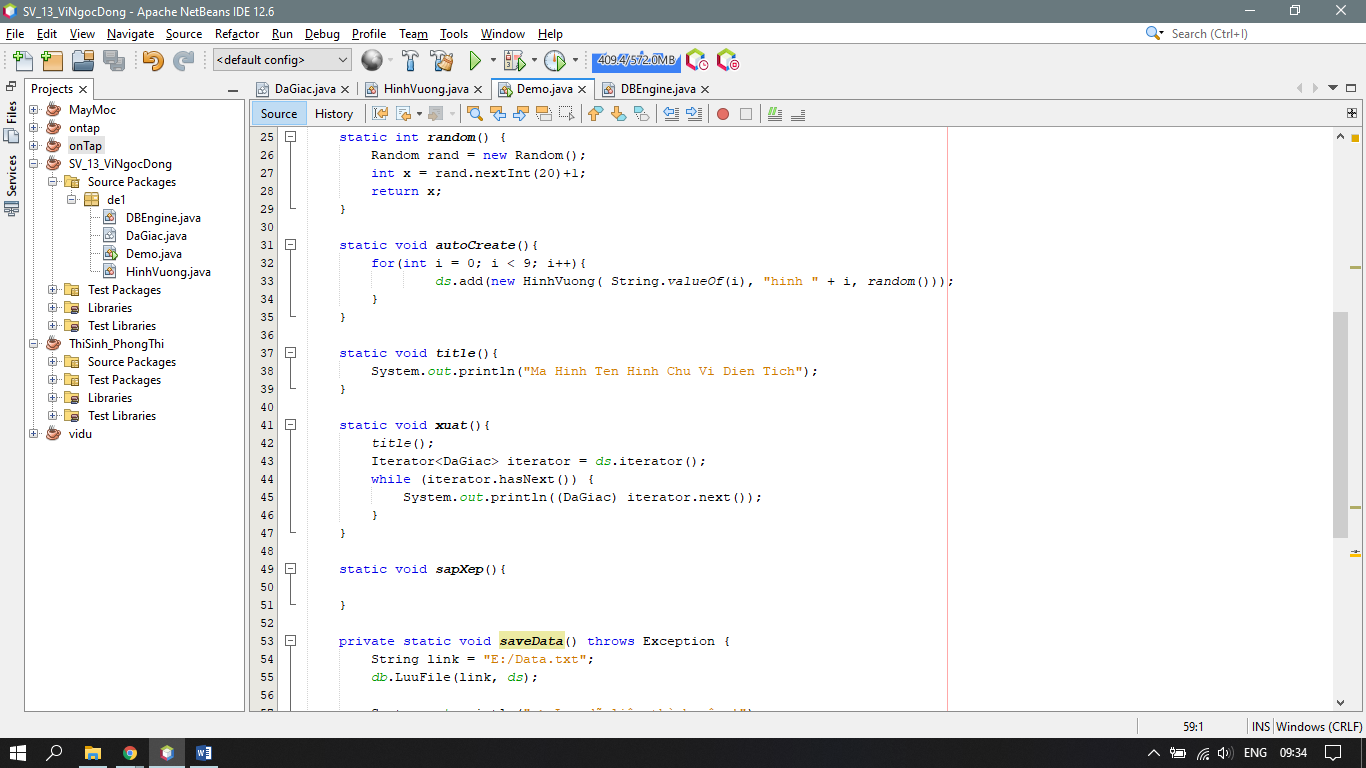 SV_13_ViNgocDong - Apache NetBeans IDE 12.6
File Edit View Navigate Source Refactor Run Debug Profile Team Tools Window Help
Search (Ctrl+I)
<default config>
409.4/572.0MB
Projects
Files
Services
MayMoc
ontap
onTap
SV_13_ViNgocDong
Source Packages
de1
DBEngine.java
DaGiac.java
Demo.java
HinhVuong.java
Test Packages
Libraries
Test Libraries
ThiSinh_PhongThi
Source Packages
Test Packages
Libraries
Test Libraries
vidu
DaGiac.java HinhVuong.java Demo.java DBEngine.java
Source History
25 static int random() {
26 Random rand = new Random();
27 int x = rand.nextInt(20)+1;
28 return x;
29 }
30
31 static void autoCreate(){
32 for(int i = 0; i < 9; i++){
33 ds.add(new HinhVuong( String.valueOf(i), "hinh " + i, random()));
34 }
35 }
36
37 static void title(){
38 System.out.println("Ma Hinh Ten Hinh Chu Vi Dien Tich");
39 }
40
41 static void xuat(){
42 title();
43 Iterator<DaGiac> iterator = ds.iterator();
44 while (iterator.hasNext()) {
45 System.out.println((DaGiac) iterator.next());
46 }
47 }
48
49 static void sapXep(){
50
51 }
52
53 private static void saveData() throws Exception {
54 String link = "E:/Data.txt";
55 db.LuuFile(link, ds);
56
59:1 INS Windows (CRLF)
ENG 09:34